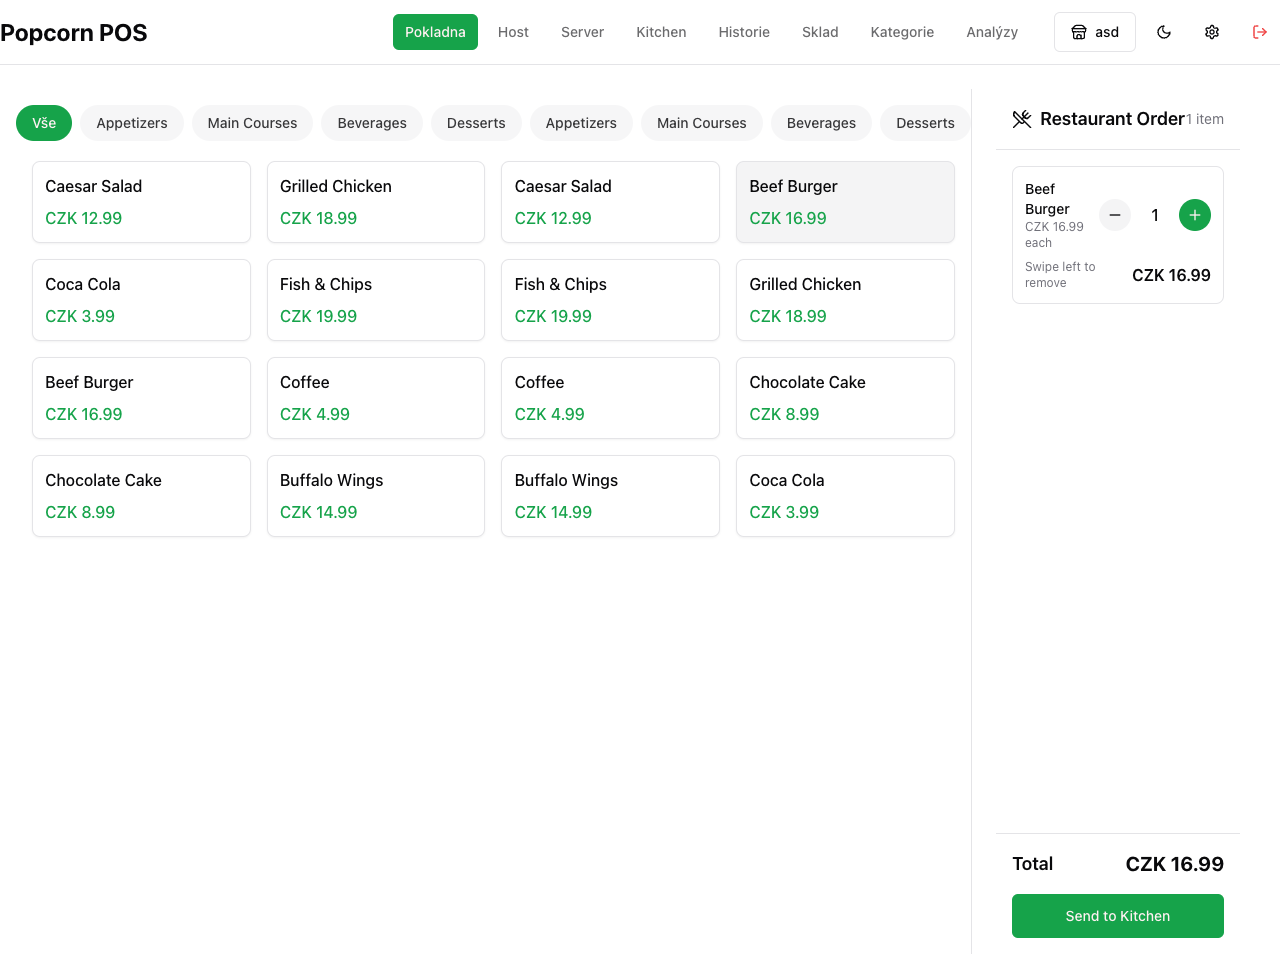 Popcorn POS
Pokladna
Host
Server
Kitchen
Historie
Sklad
Kategorie
Analýzy
asd
Vše
Appetizers
Main Courses
Beverages
Desserts
Appetizers
Main Courses
Beverages
Desserts
Caesar Salad
CZK 12.99
Grilled Chicken
CZK 18.99
Caesar Salad
CZK 12.99
Beef Burger
CZK 16.99
Coca Cola
CZK 3.99
Fish & Chips
CZK 19.99
Fish & Chips
CZK 19.99
Grilled Chicken
CZK 18.99
Beef Burger
CZK 16.99
Coffee
CZK 4.99
Coffee
CZK 4.99
Chocolate Cake
CZK 8.99
Chocolate Cake
CZK 8.99
Buffalo Wings
CZK 14.99
Buffalo Wings
CZK 14.99
Coca Cola
CZK 3.99
Restaurant Order
1 item
Beef
Burger
CZK 16.99
each
1
Swipe left to
remove
CZK 16.99
Total
CZK 16.99
Send to Kitchen